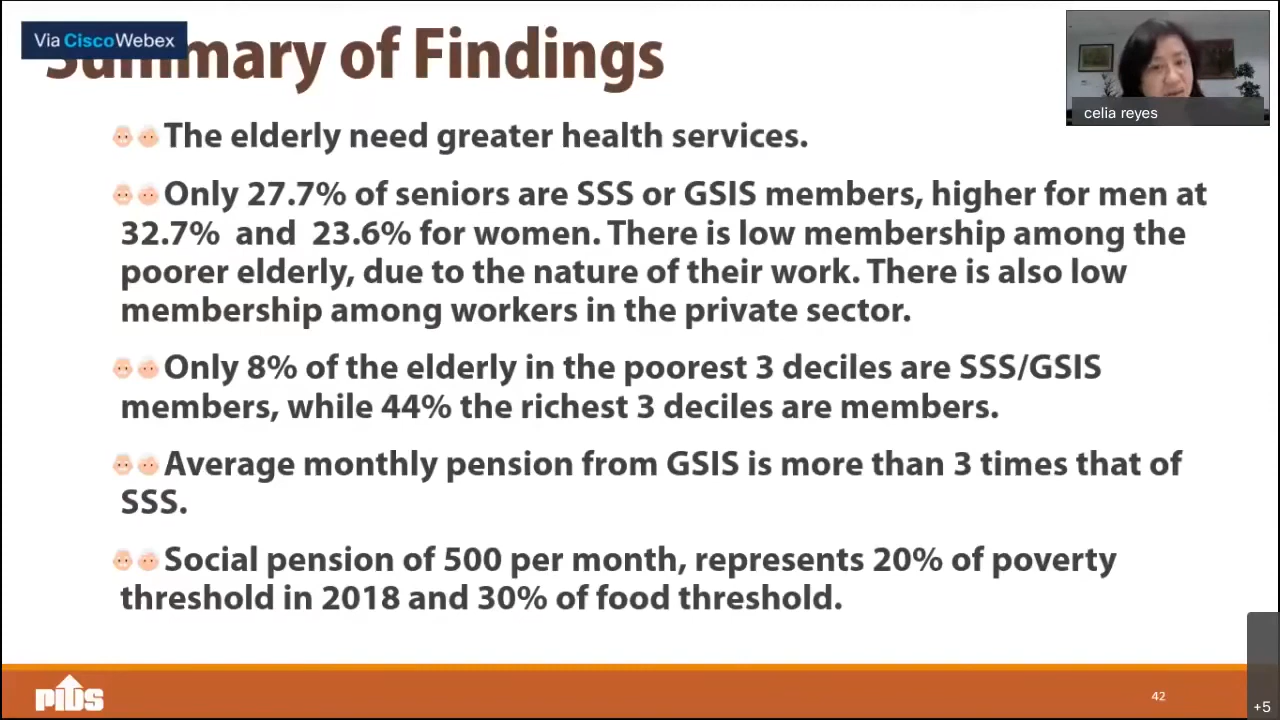 Via CiscoWebex
Summary of Findings
celia reyes
The elderly need greater health services.
Only 27.7% of seniors are SSS or GSIS members, higher for men at
32.7% and 23.6% for women. There is low membership among the
poorer elderly, due to the nature of their work. There is also low
membership among workers in the private sector.
Only 8% of the elderly in the poorest 3 deciles are SSS/GSIS
members, while 44% the richest 3 deciles are members.
Average monthly pension from GSIS is more than 3 times that of
SSS.
Social pension of 500 per month, represents 20% of poverty
threshold in 2018 and 30% of food threshold.
PIDS
42
+5